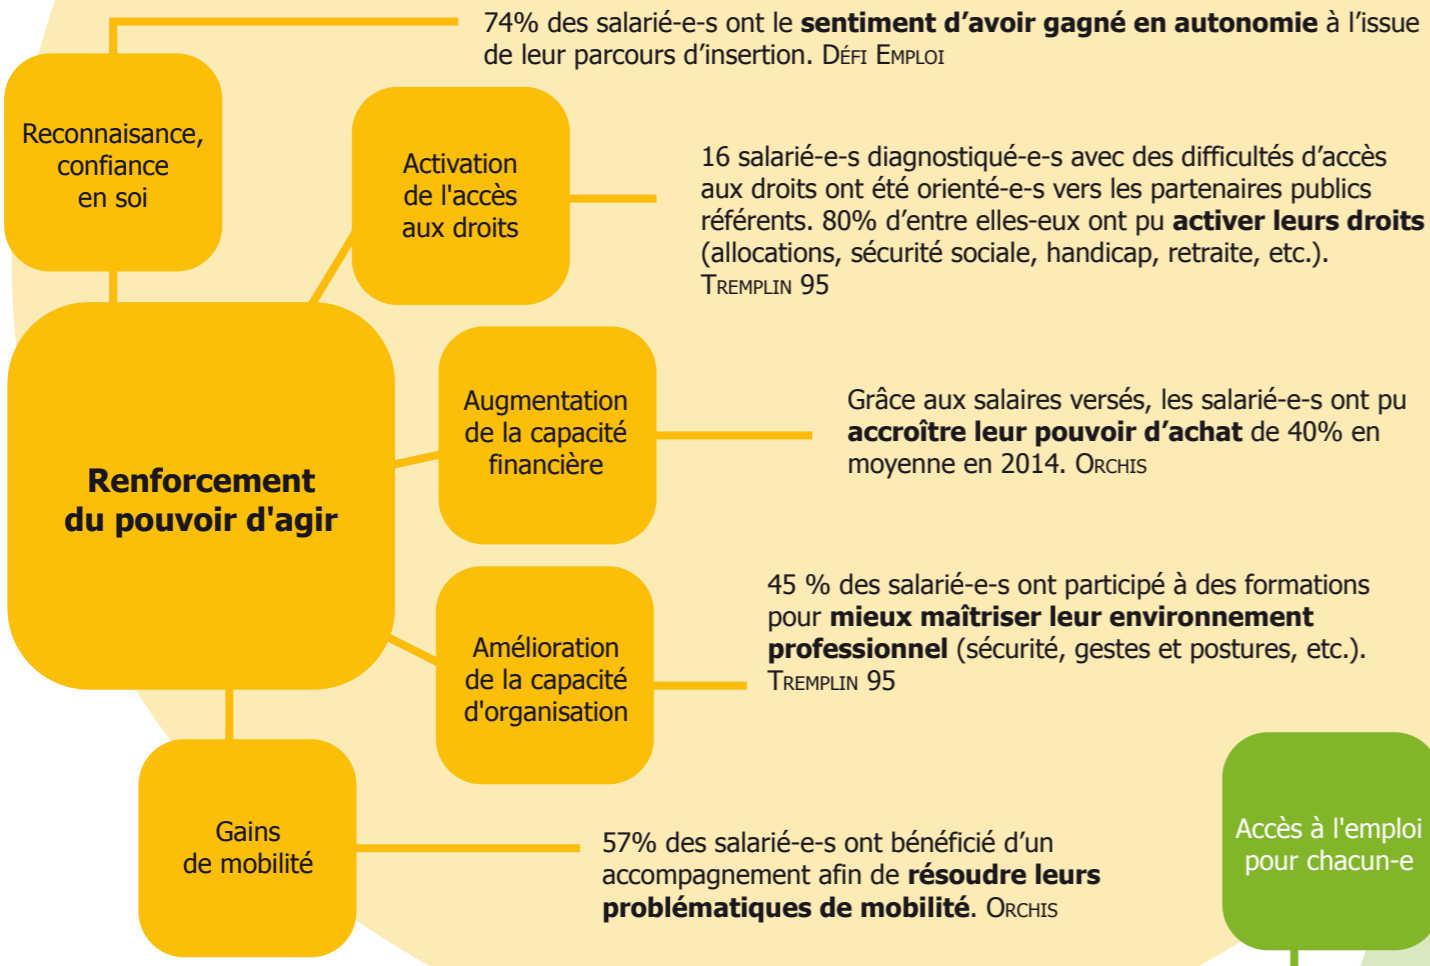 74% des salarié-e-s ont le sentiment d’avoir gagné en autonomie à l’issue
de leur parcours d’insertion. DÉFI EMPLOI
Reconnaisance,
confiance
en soi
Activation
de l'accès
aux droits
16 salarié-e-s diagnostiqué-e-s avec des difficultés d’accès
aux droits ont été orienté-e-s vers les partenaires publics
référents. 80% d’entre elles-eux ont pu activer leurs droits
(allocations, sécurité sociale, handicap, retraite, etc.).
TREMPLIN 95
Renforcement
du pouvoir d'agir
Augmentation
de la capacité
financière
Grâce aux salaires versés, les salarié-e-s ont pu
accroître leur pouvoir d’achat de 40% en
moyenne en 2014. ORCHIS
Amélioration
de la capacité
d'organisation
45 % des salarié-e-s ont participé à des formations
pour mieux maîtriser leur environnement
professionnel (sécurité, gestes et postures, etc.).
TREMPLIN 95
Gains
de mobilité
57% des salarié-e-s ont bénéficié d’un
accompagnement afin de résoudre leurs
problématiques de mobilité. ORCHIS
Accès à l'emploi
pour chacun-e